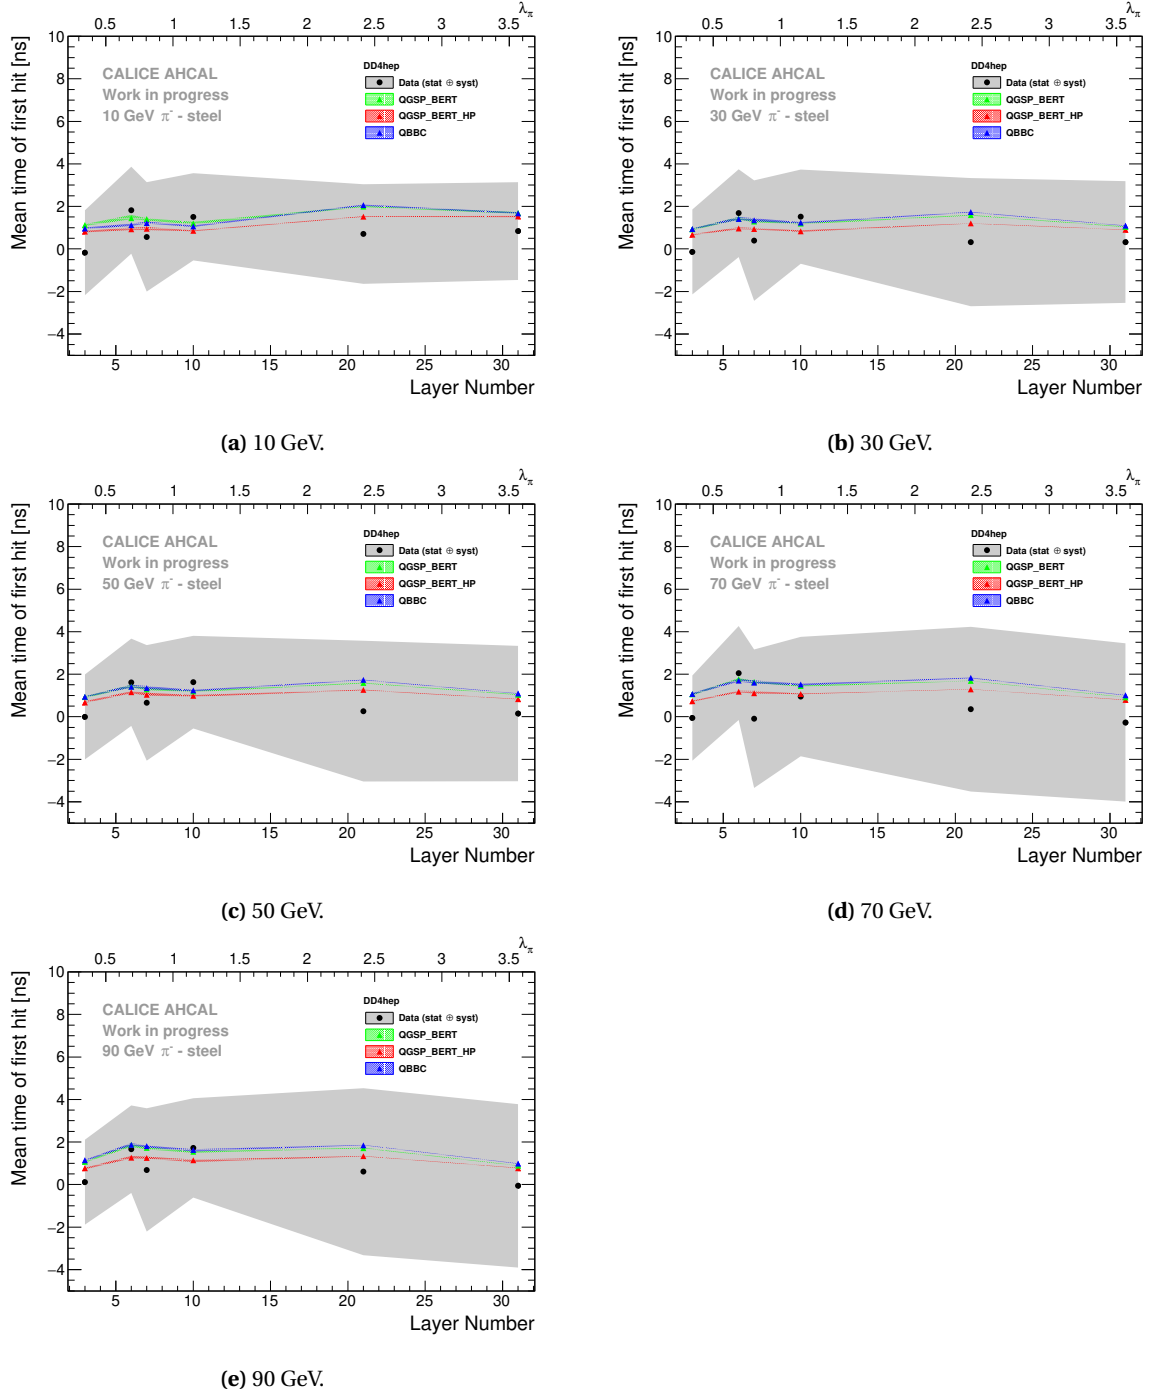 0.5 1 1.5 2 2.5 3 3.5 λπ
Mean time of first hit [ns]
10
8
6
4
2
0
−2
−4
CALICE AHCAL
Work in progress
10 GeV π- - steel
DD4hep
Data (stat ⊕ syst)
QGSP_BERT
QGSP_BERT_HP
QBBC
5 10 15 20 25 30
Layer Number
(a) 10 GeV.
0.5 1 1.5 2 2.5 3 3.5 λπ
Mean time of first hit [ns]
10
8
6
4
2
0
−2
−4
CALICE AHCAL
Work in progress
30 GeV π- - steel
DD4hep
Data (stat ⊕ syst)
QGSP_BERT
QGSP_BERT_HP
QBBC
5 10 15 20 25 30
Layer Number
(b) 30 GeV.
0.5 1 1.5 2 2.5 3 3.5 λπ
Mean time of first hit [ns]
10
8
6
4
2
0
−2
−4
CALICE AHCAL
Work in progress
50 GeV π- - steel
DD4hep
Data (stat ⊕ syst)
QGSP_BERT
QGSP_BERT_HP
QBBC
5 10 15 20 25 30
Layer Number
(c) 50 GeV.
0.5 1 1.5 2 2.5 3 3.5 λπ
Mean time of first hit [ns]
10
8
6
4
2
0
−2
−4
CALICE AHCAL
Work in progress
70 GeV π- - steel
DD4hep
Data (stat ⊕ syst)
QGSP_BERT
QGSP_BERT_HP
QBBC
5 10 15 20 25 30
Layer Number
(d) 70 GeV.
0.5 1 1.5 2 2.5 3 3.5 λπ
Mean time of first hit [ns]
10
8
6
4
2
0
−2
−4
CALICE AHCAL
Work in progress
90 GeV π- - steel
DD4hep
Data (stat ⊕ syst)
QGSP_BERT
QGSP_BERT_HP
QBBC
5 10 15 20 25 30
Layer Number
(e) 90 GeV.